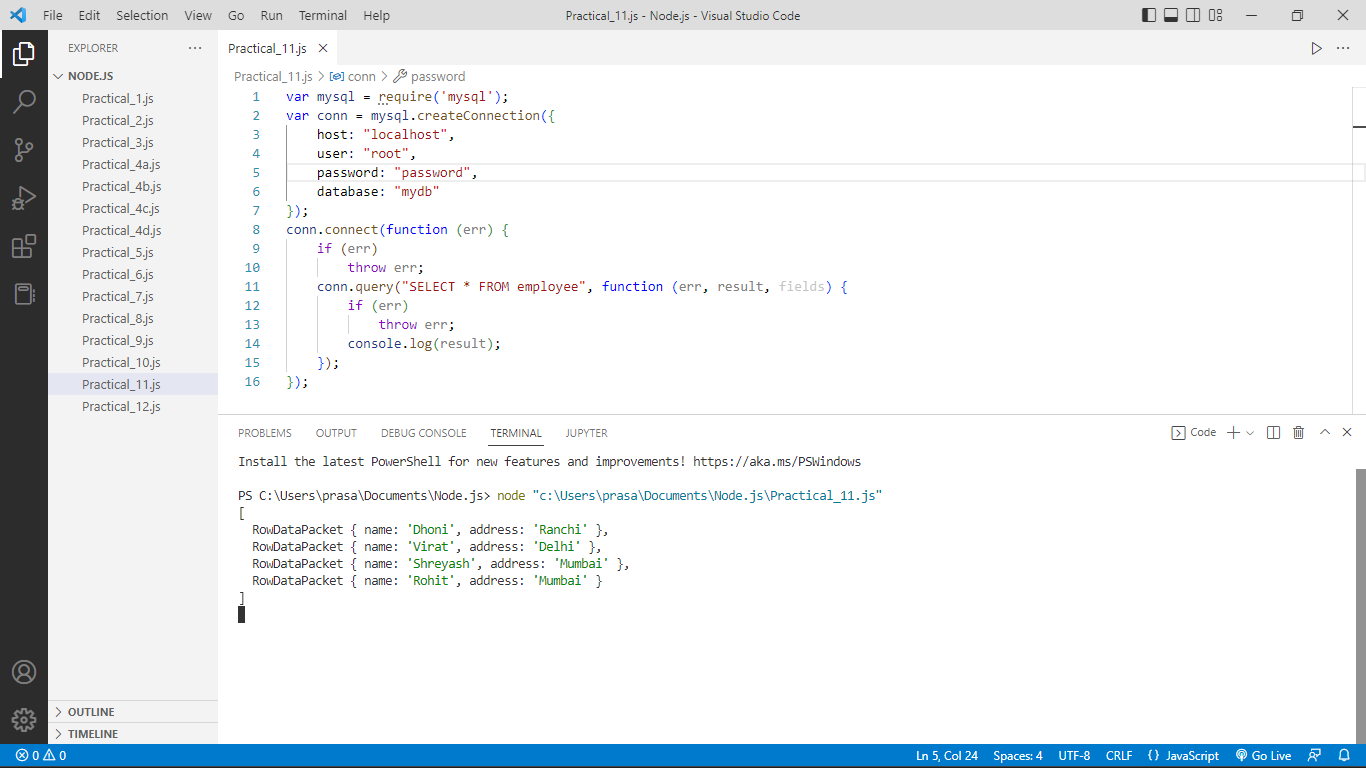 File Edit Selection View Go Run Terminal Help Practical_11.js - Node.js - Visual Studio Code
EXPLORER
NODE.JS
Practical_1.js
Practical_2.js
Practical_3.js
Practical_4a.js
Practical_4b.js
Practical_4c.js
Practical_4d.js
Practical_5.js
Practical_6.js
Practical_7.js
Practical_8.js
Practical_9.js
Practical_10.js
Practical_11.js
Practical_12.js
OUTLINE
TIMELINE
Practical_11.js
Practical_11.js > conn > password
1 var mysql = require('mysql');
2 var conn = mysql.createConnection({
3 host: "localhost",
4 user: "root",
5 password: "password",
6 database: "mydb"
7 });
8 conn.connect(function (err) {
9 if (err)
10 throw err;
11 conn.query("SELECT * FROM employee", function (err, result, fields) {
12 if (err)
13 throw err;
14 console.log(result);
15 });
16 });
PROBLEMS OUTPUT DEBUG CONSOLE TERMINAL JUPYTER Code
Install the latest PowerShell for new features and improvements! https://aka.ms/PSWindows
PS C:\Users\prasa\Documents\Node.js> node "c:\Users\prasa\Documents\Node.js\Practical_11.js"
[
RowDataPacket { name: 'Dhoni', address: 'Ranchi' },
RowDataPacket { name: 'Virat', address: 'Delhi' },
RowDataPacket { name: 'Shreyash', address: 'Mumbai' },
RowDataPacket { name: 'Rohit', address: 'Mumbai' }
]
0 0 Ln 5, Col 24 Spaces: 4 UTF-8 CRLF {} JavaScript Go Live